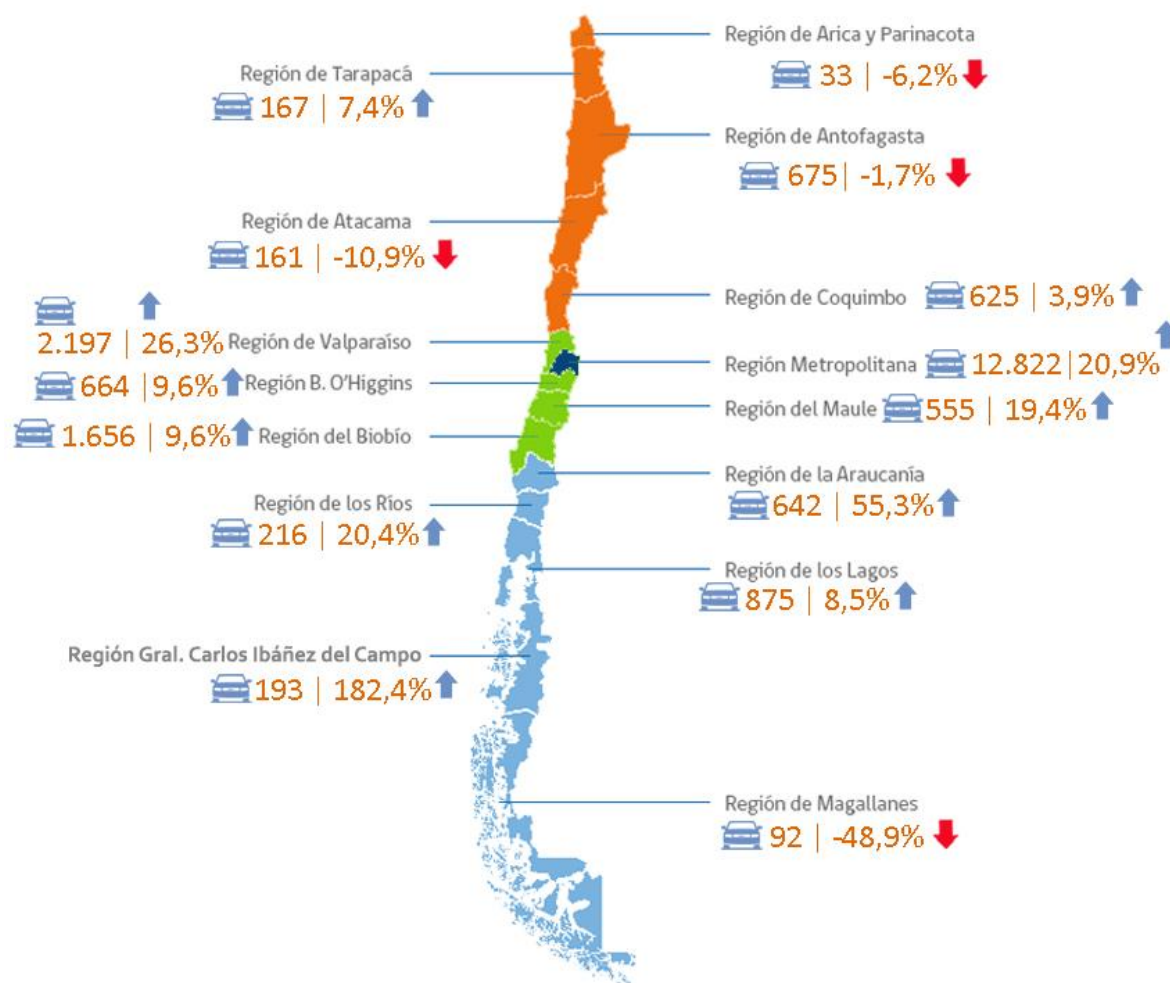 Región de Arica y Parinacota
33 | -6,2%
Región de Tarapacá
167 | 7,4%
Región de Antofagasta
675 | -1,7%
Región de Atacama
161 | -10,9%
Región de Coquimbo 625 | 3,9%
2.197 | 26,3% Región de Valparaíso
Región Metropolitana 12.822 | 20,9%
664 | 9,6% Región B. O'Higgins
Región del Maule 555 | 19,4%
1.656 | 9,6% Región del Biobío
Región de la Araucanía
642 | 55,3%
Región de los Ríos
216 | 20,4%
Región de los Lagos
875 | 8,5%
Región Gral. Carlos Ibáñez del Campo
193 | 182,4%
Región de Magallanes
92 | -48,9%